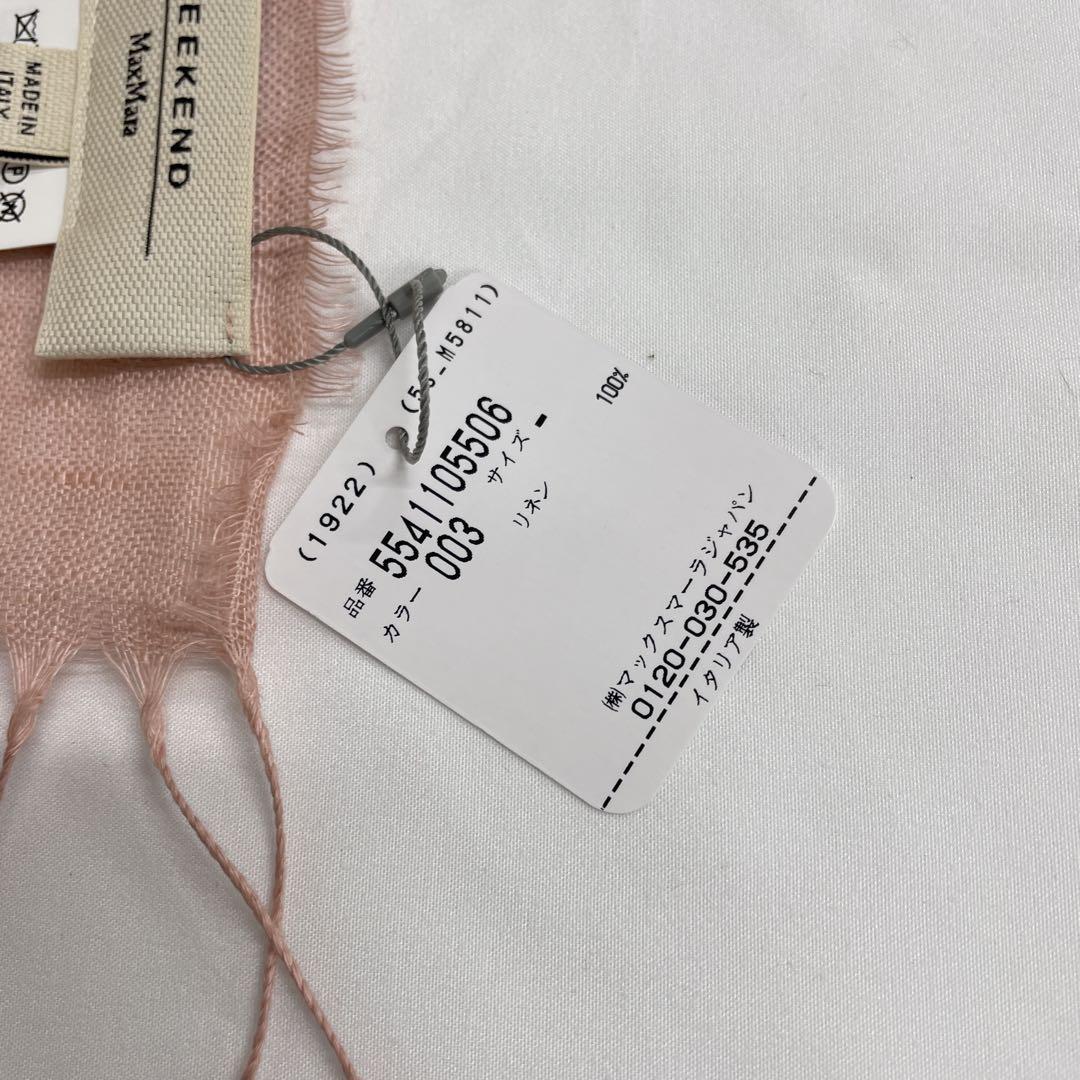 EEKEND
MaxMara
MADE IN
ITALY
P
(1922)
品番 55411105506
カラー 003 サイズ -
リネン 100%
㈱マックスマーラジャパン
0120-030-535
イタリア製